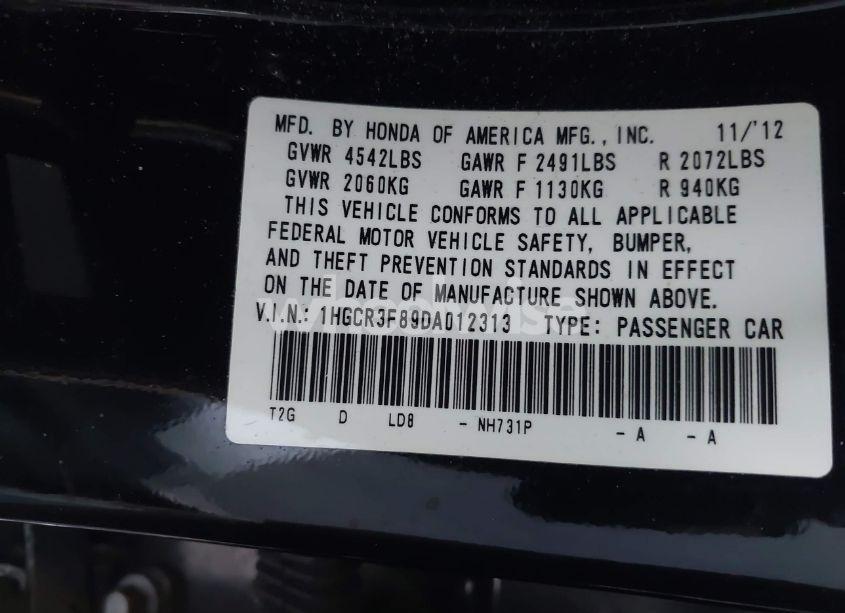 MFD. BY HONDA OF AMERICA MFG., INC. 11/'12
GVWR 4542LBS GAWR F 2491LBS R 2072LBS
GVWR 2060KG GAWR F 1130KG R 940KG
THIS VEHICLE CONFORMS TO ALL APPLICABLE
FEDERAL MOTOR VEHICLE SAFETY, BUMPER,
AND THEFT PREVENTION STANDARDS IN EFFECT
ON THE DATE OF MANUFACTURE SHOWN ABOVE.
V.I.N.: 1HGCR3F89DA012313 TYPE: PASSENGER CAR
T2G D LD8 - NH731P - A - A